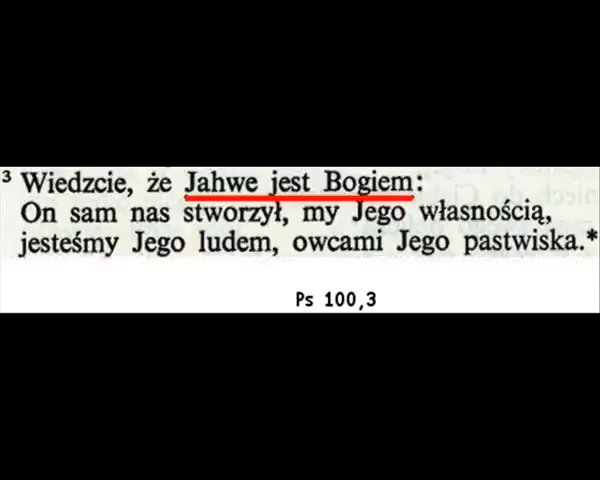 3 Wiedzcie, że Jahwe jest Bogiem:
On sam nas stworzył, my Jego własnością,
jesteśmy Jego ludem, owcami Jego pastwiska.*
Ps 100,3